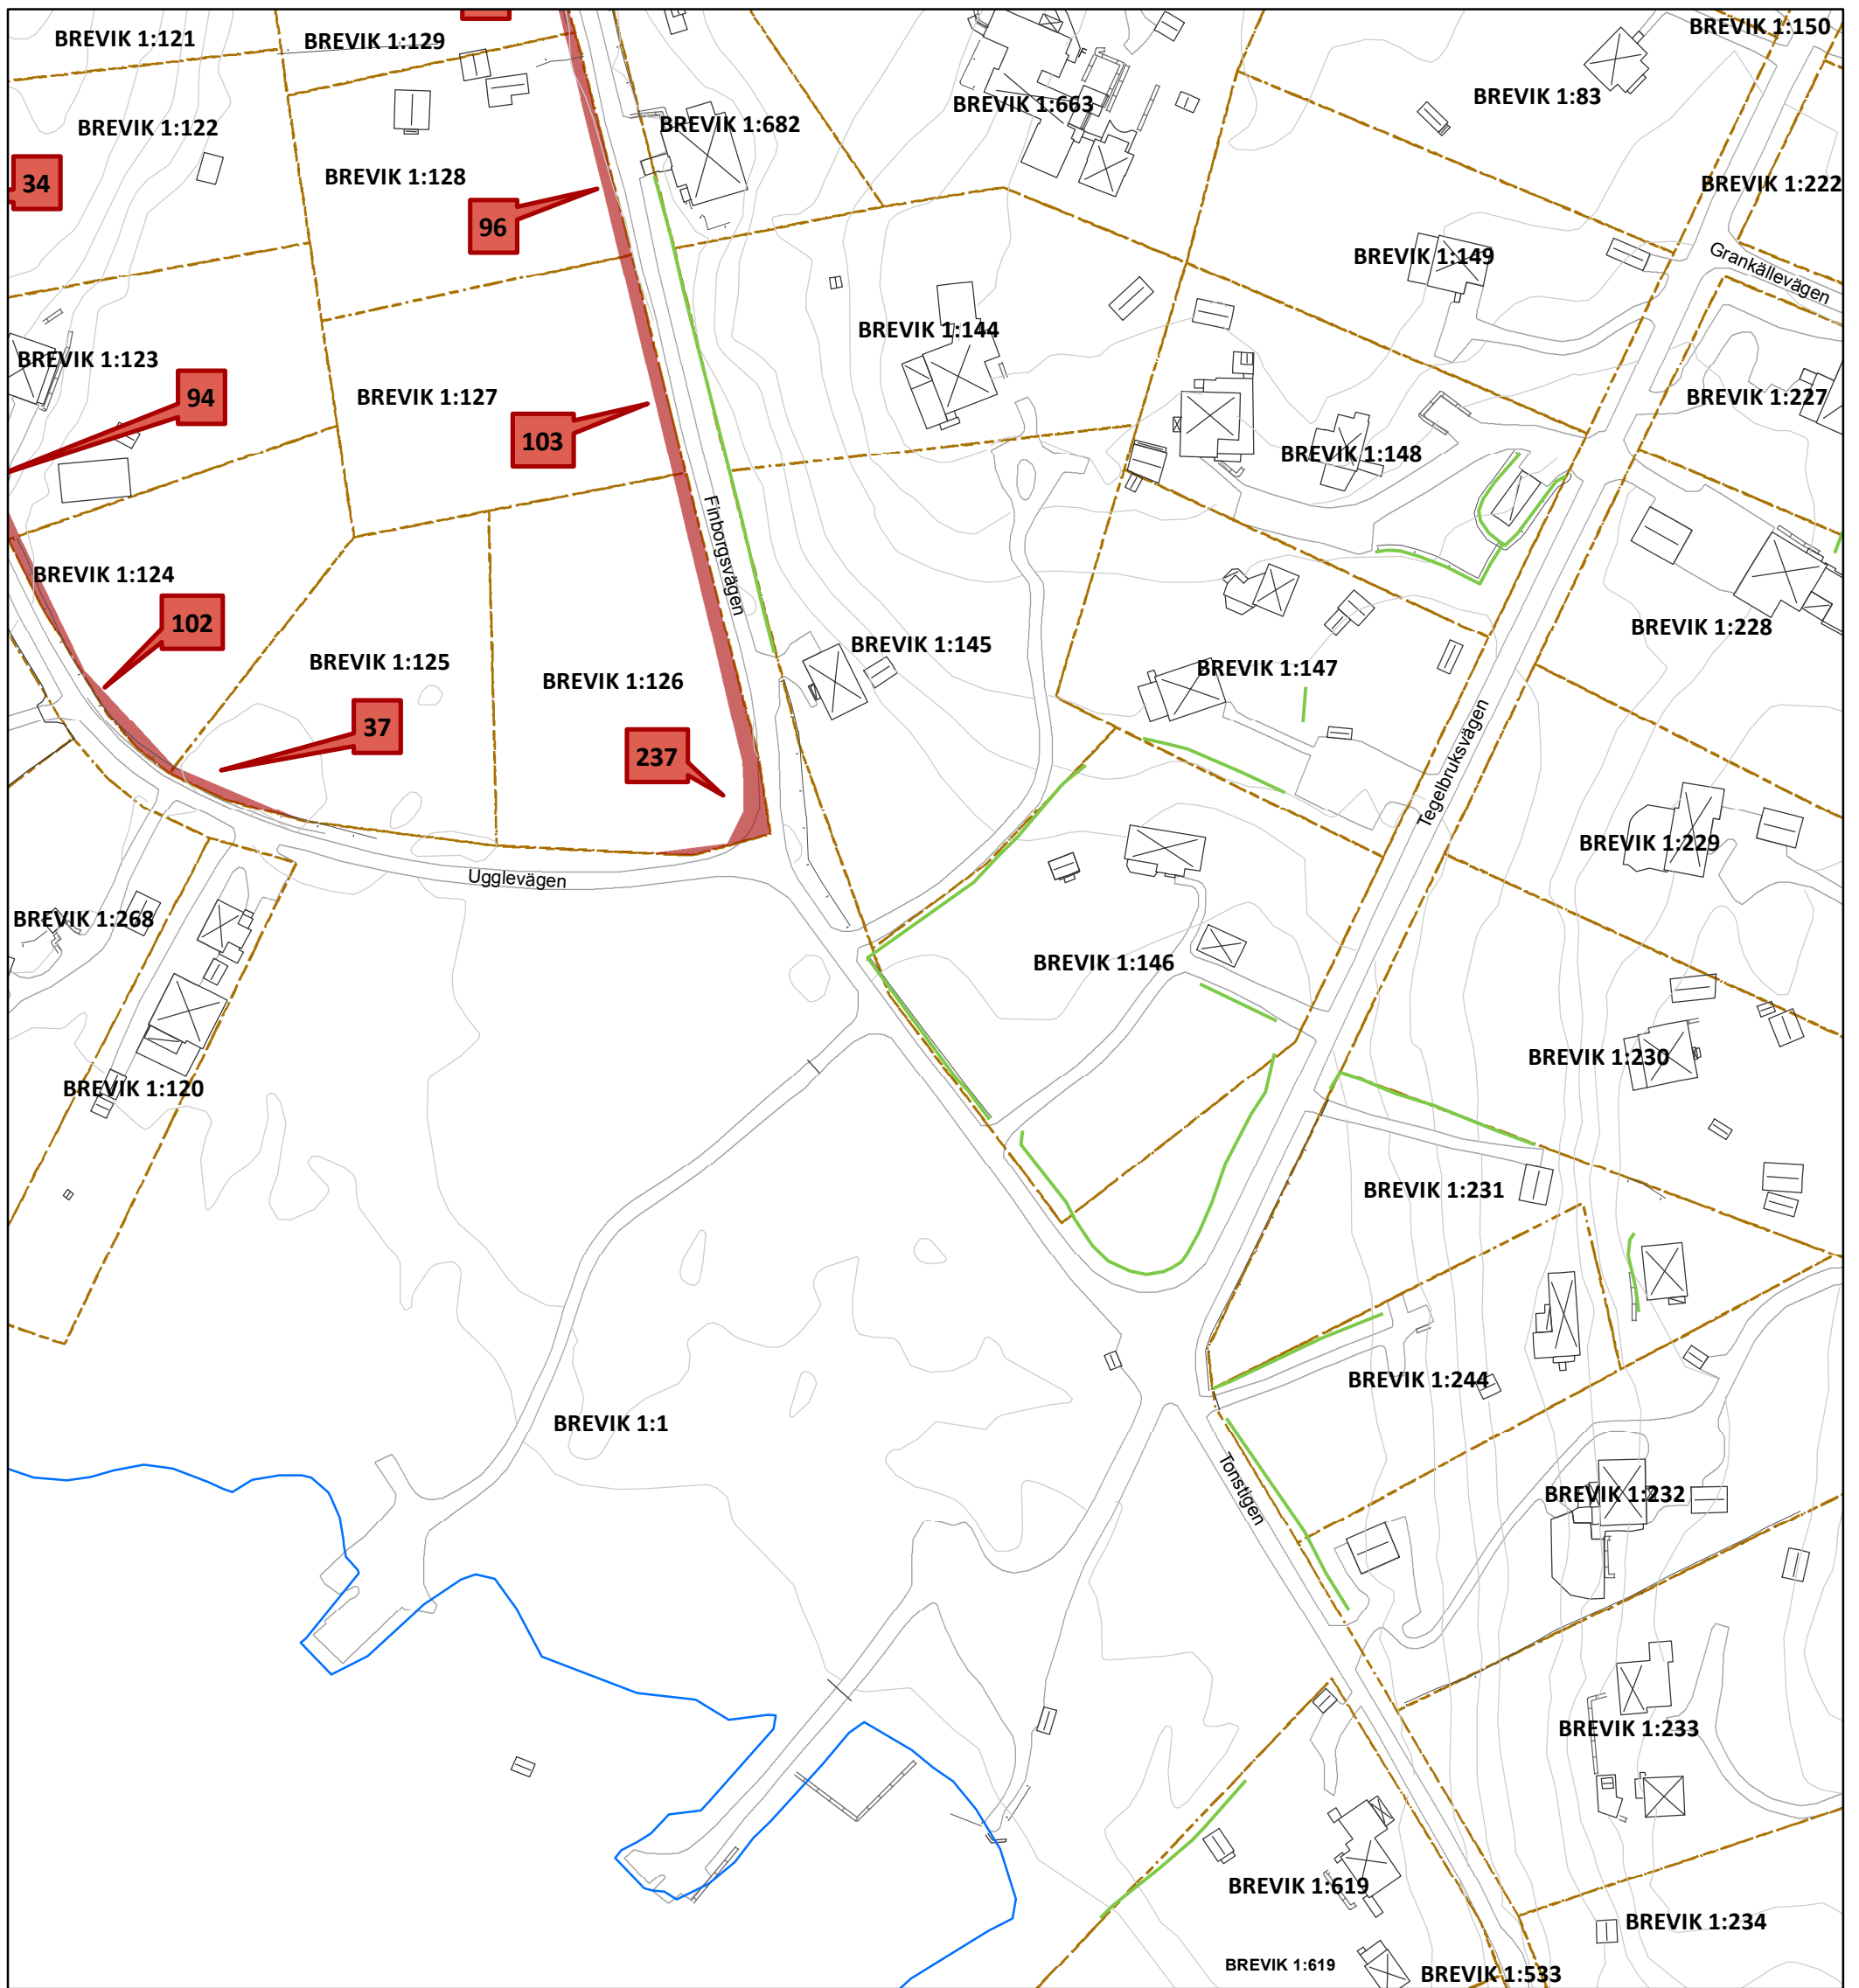 BREVIK 1:150
BREVIK 1:121
BREVIK 1:129
BREVIK 1:83
BREVIK 1:663
BREVIK 1:682
BREVIK 1:122
BREVIK 1:128
34
BREVIK 1:222
96
BREVIK 1:149
Grankällevägen
BREVIK 1:144
BREVIK 1:123
94
BREVIK 1:127
BREVIK 1:227
103
BREVIK 1:148
Finborgsvägen
BREVIK 1:124
102
BREVIK 1:228
BREVIK 1:145
BREVIK 1:125
BREVIK 1:147
BREVIK 1:126
37
237
Tegelbruksvägen
BREVIK 1:229
Ugglevägen
BREVIK 1:268
BREVIK 1:146
BREVIK 1:230
BREVIK 1:120
BREVIK 1:231
BREVIK 1:244
BREVIK 1:1
Tonstigen
BREVIK 1:232
BREVIK 1:233
BREVIK 1:619
BREVIK 1:234
BREVIK 1:619
BREVIK 1:533